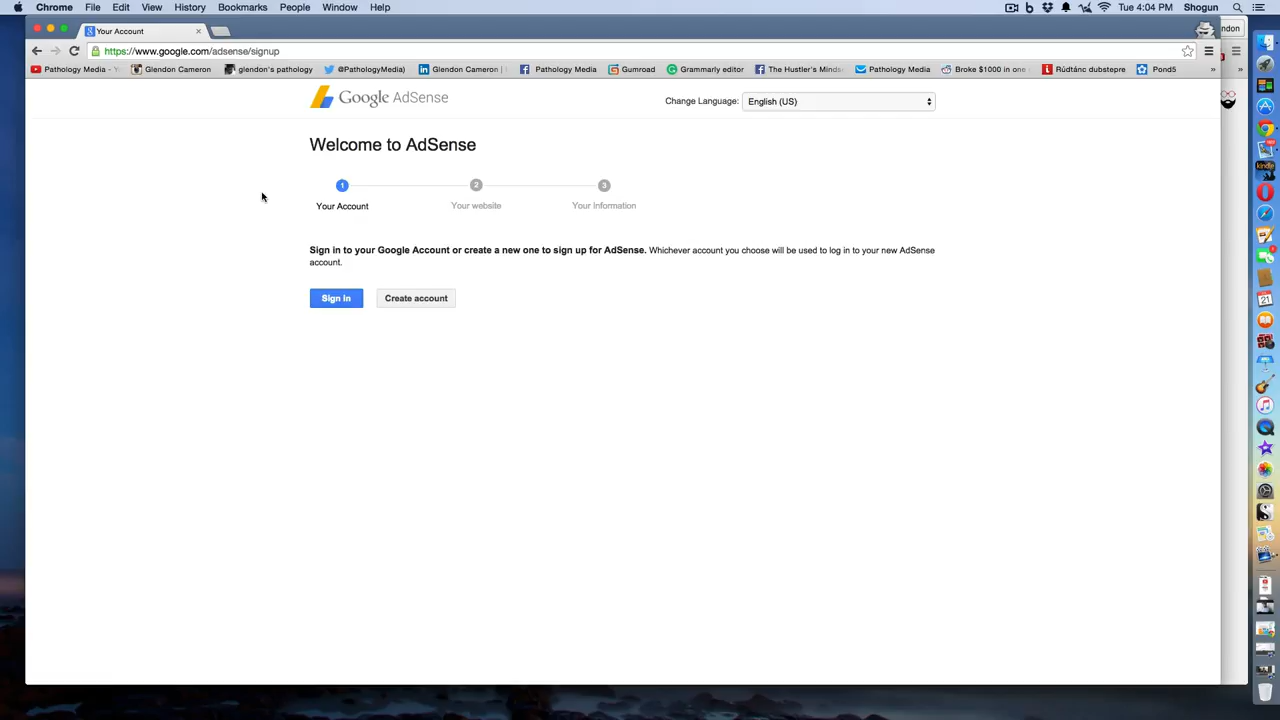 Chrome File Edit View History Bookmarks People Window Help Tue 4:04 PM Shogun
Your Account
https://www.google.com/adsense/signup
Pathology Media - Glendon Cameron glendon's pathology @PathologyMedia) Glendon Cameron | Pathology Media Gumroad Grammarly editor The Hustler's Minds Pathology Media Broke $1000 in one Rúdtánc dubstepre Pond5 »
Google AdSense
Change Language: English (US)
Welcome to AdSense
1 2 3
Your Account Your website Your Information
Sign in to your Google Account or create a new one to sign up for AdSense. Whichever account you choose will be used to log in to your new AdSense
account.
Sign in Create account